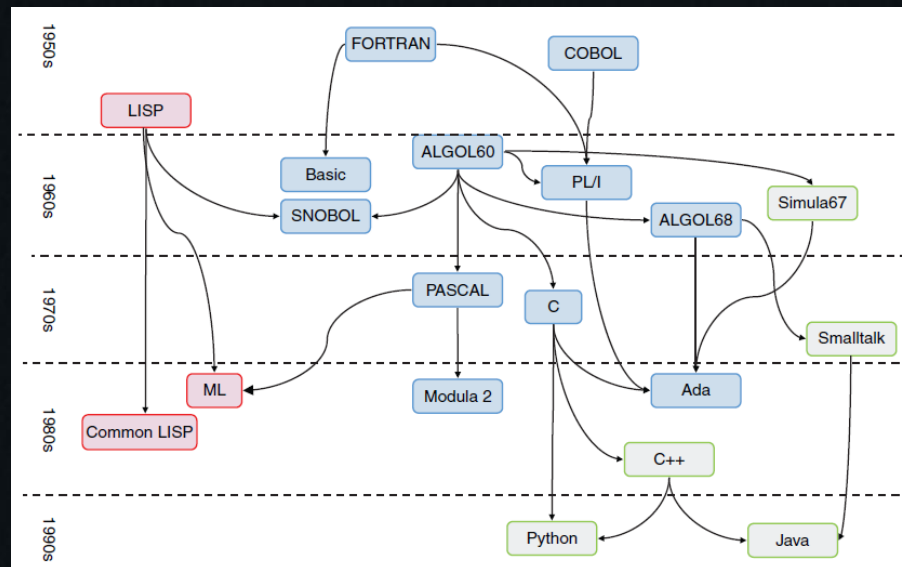 1950s
FORTRAN
COBOL
LISP
1960s
ALGOL60
Basic
PL/I
Simula67
SNOBOL
ALGOL68
1970s
PASCAL
C
Smalltalk
1980s
ML
Modula 2
Ada
Common LISP
C++
1990s
Python
Java